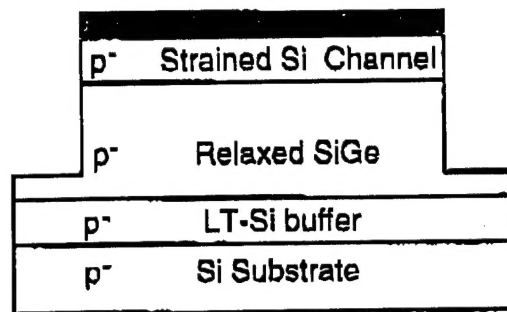 p⁻ Strained Si Channel
p⁻ Relaxed SiGe
p⁻ LT-Si buffer
p⁻ Si Substrate